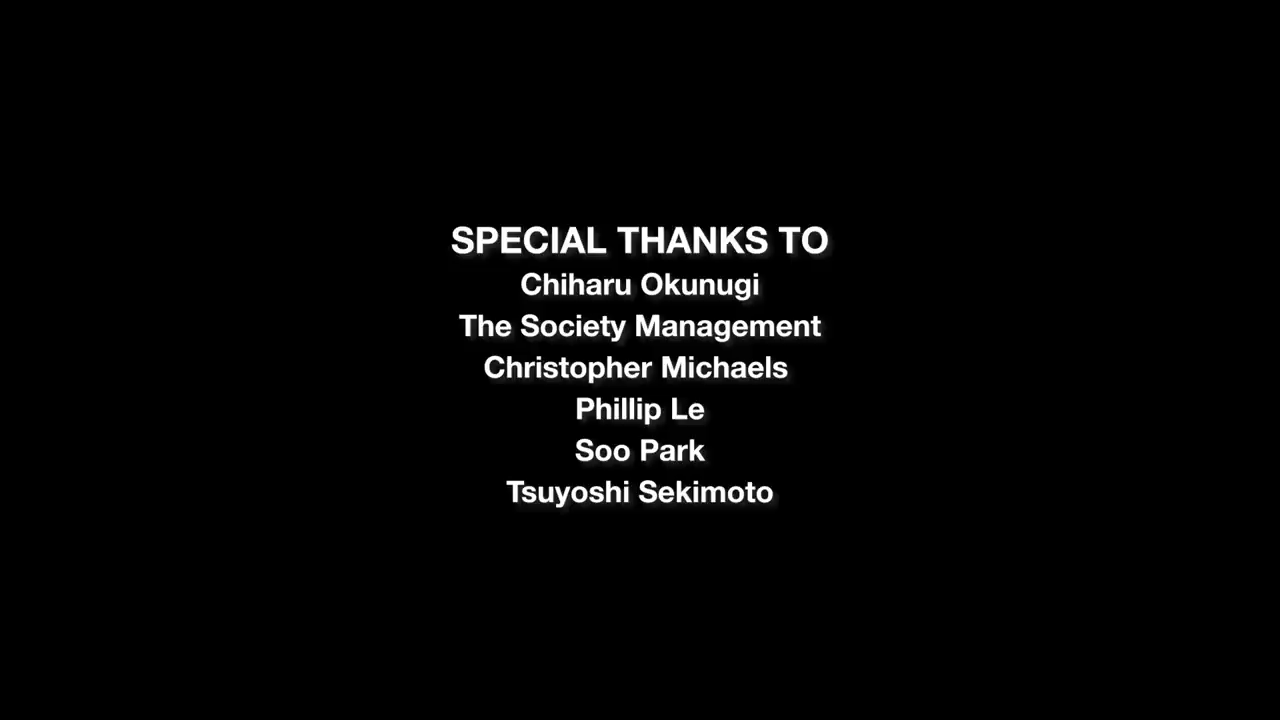 SPECIAL THANKS TO
Chiharu Okunugi
The Society Management
Christopher Michaels
Phillip Le
Soo Park
Tsuyoshi Sekimoto